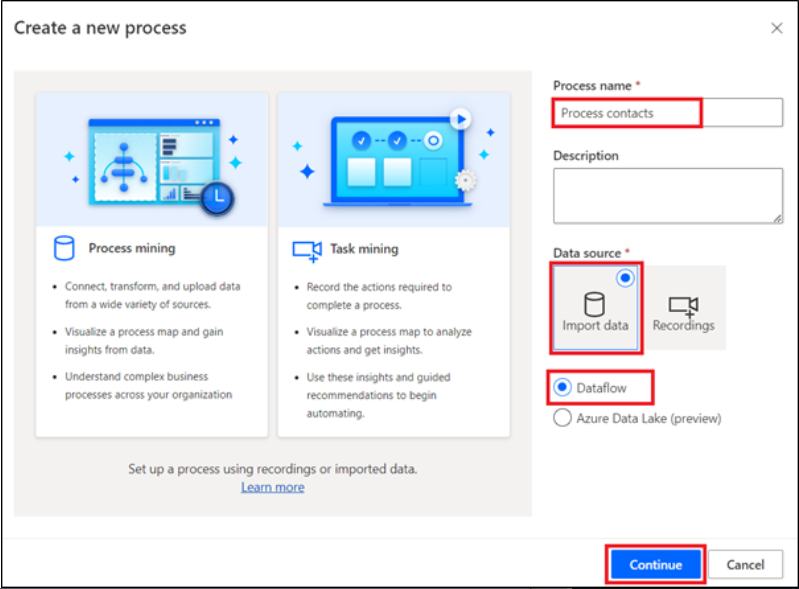 Create a new process
Process mining
• Connect, transform, and upload data
from a wide variety of sources.
• Visualize a process map and gain
insights from data.
• Understand complex business
processes across your organization
Task mining
• Record the actions required to
complete a process.
• Visualize a process map to analyze
actions and get insights.
• Use these insights and guided
recommendations to begin
automating.
Set up a process using recordings or imported data.
Learn more
Process name *
Process contacts
Description
Data source *
Import data
Recordings
Dataflow
Azure Data Lake (preview)
Continue
Cancel